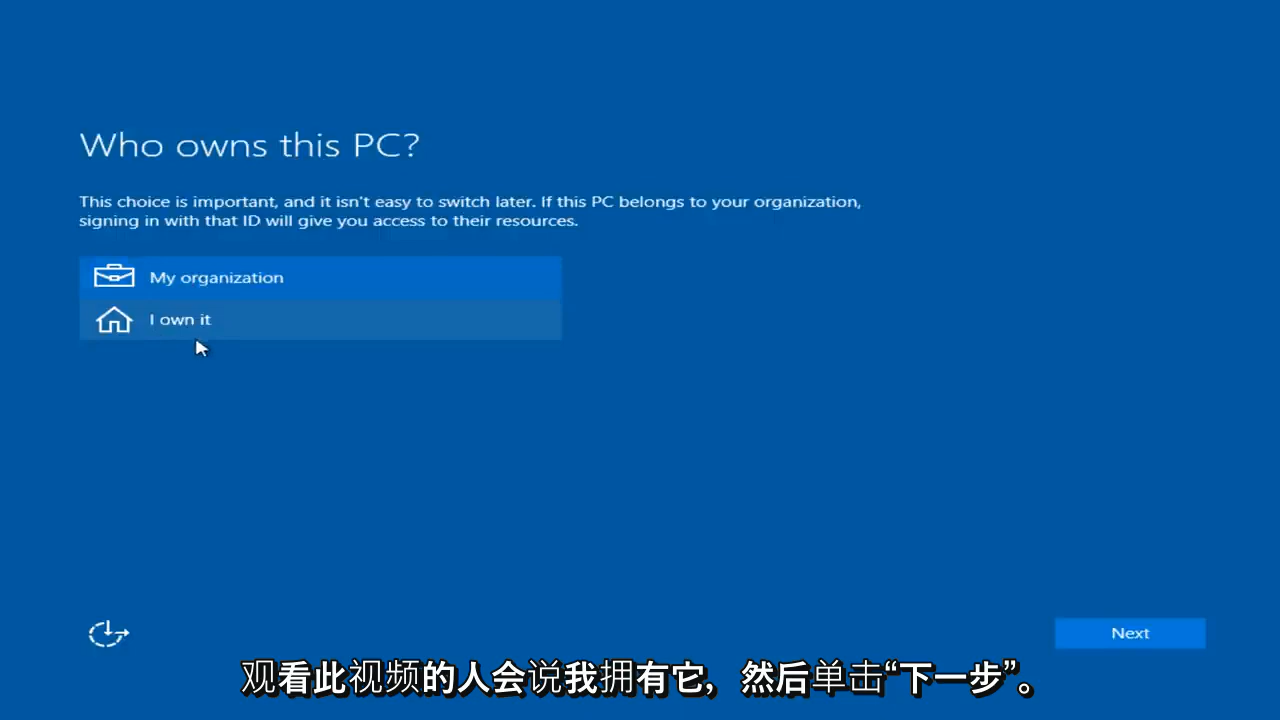 Who owns this PC?
This choice is important, and it isn't easy to switch later. If this PC belongs to your organization,
signing in with that ID will give you access to their resources.
My organization
I own it
Next
观看此视频的人会说我拥有它，然后单击“下一步”。